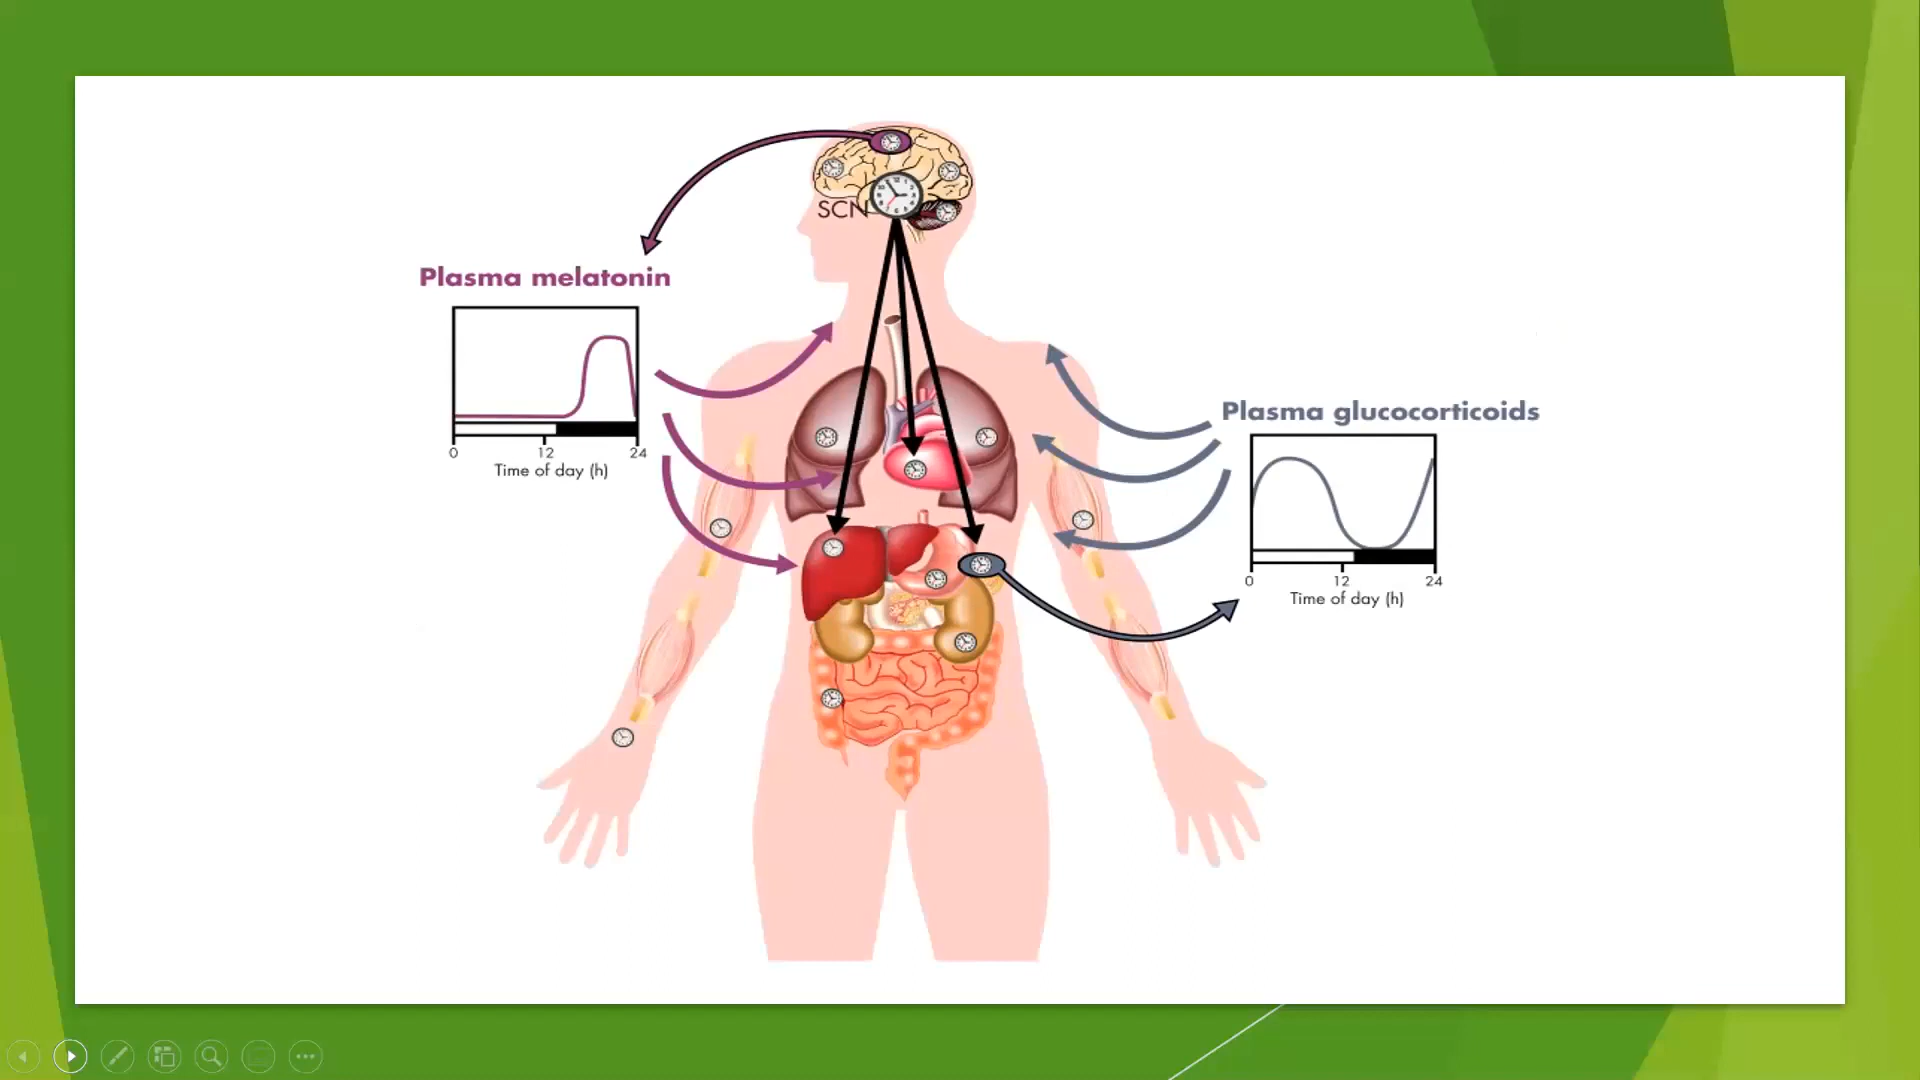 SCN
Plasma melatonin
0 12 24
Time of day (h)
Plasma glucocorticoids
0 12 24
Time of day (h)